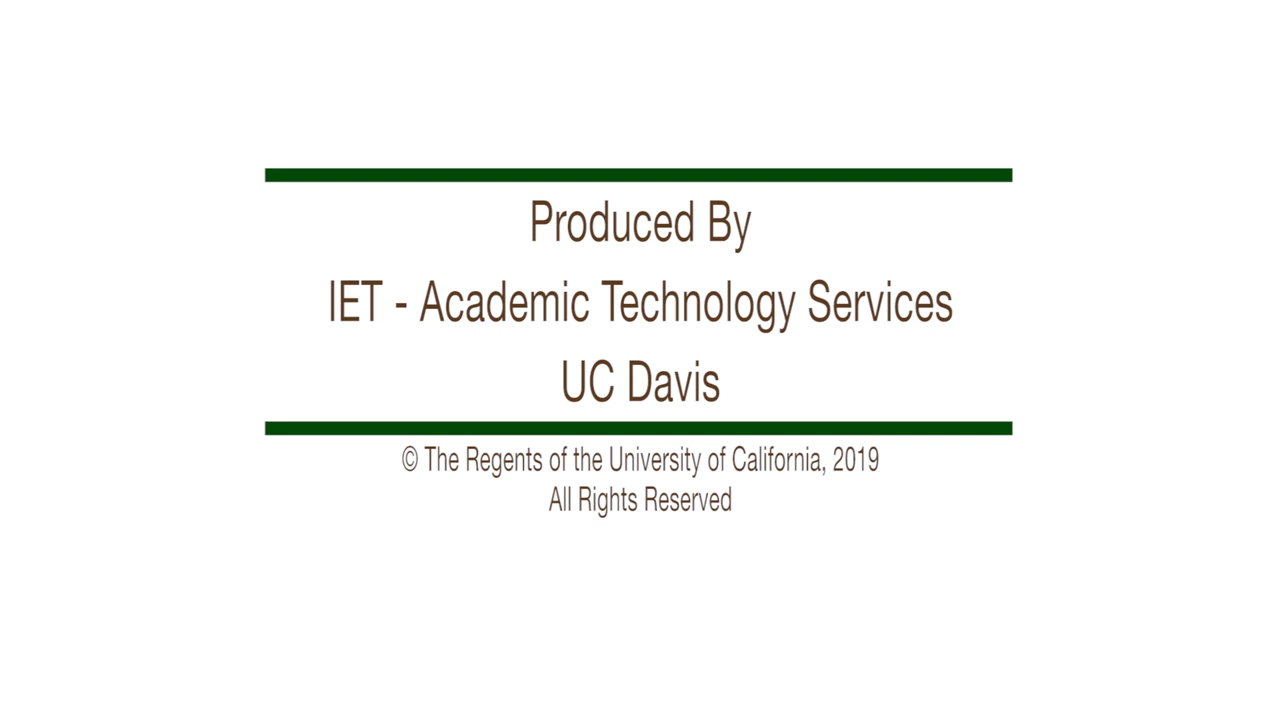 Produced By
IET - Academic Technology Services
UC Davis
© The Regents of the University of California, 2019
All Rights Reserved